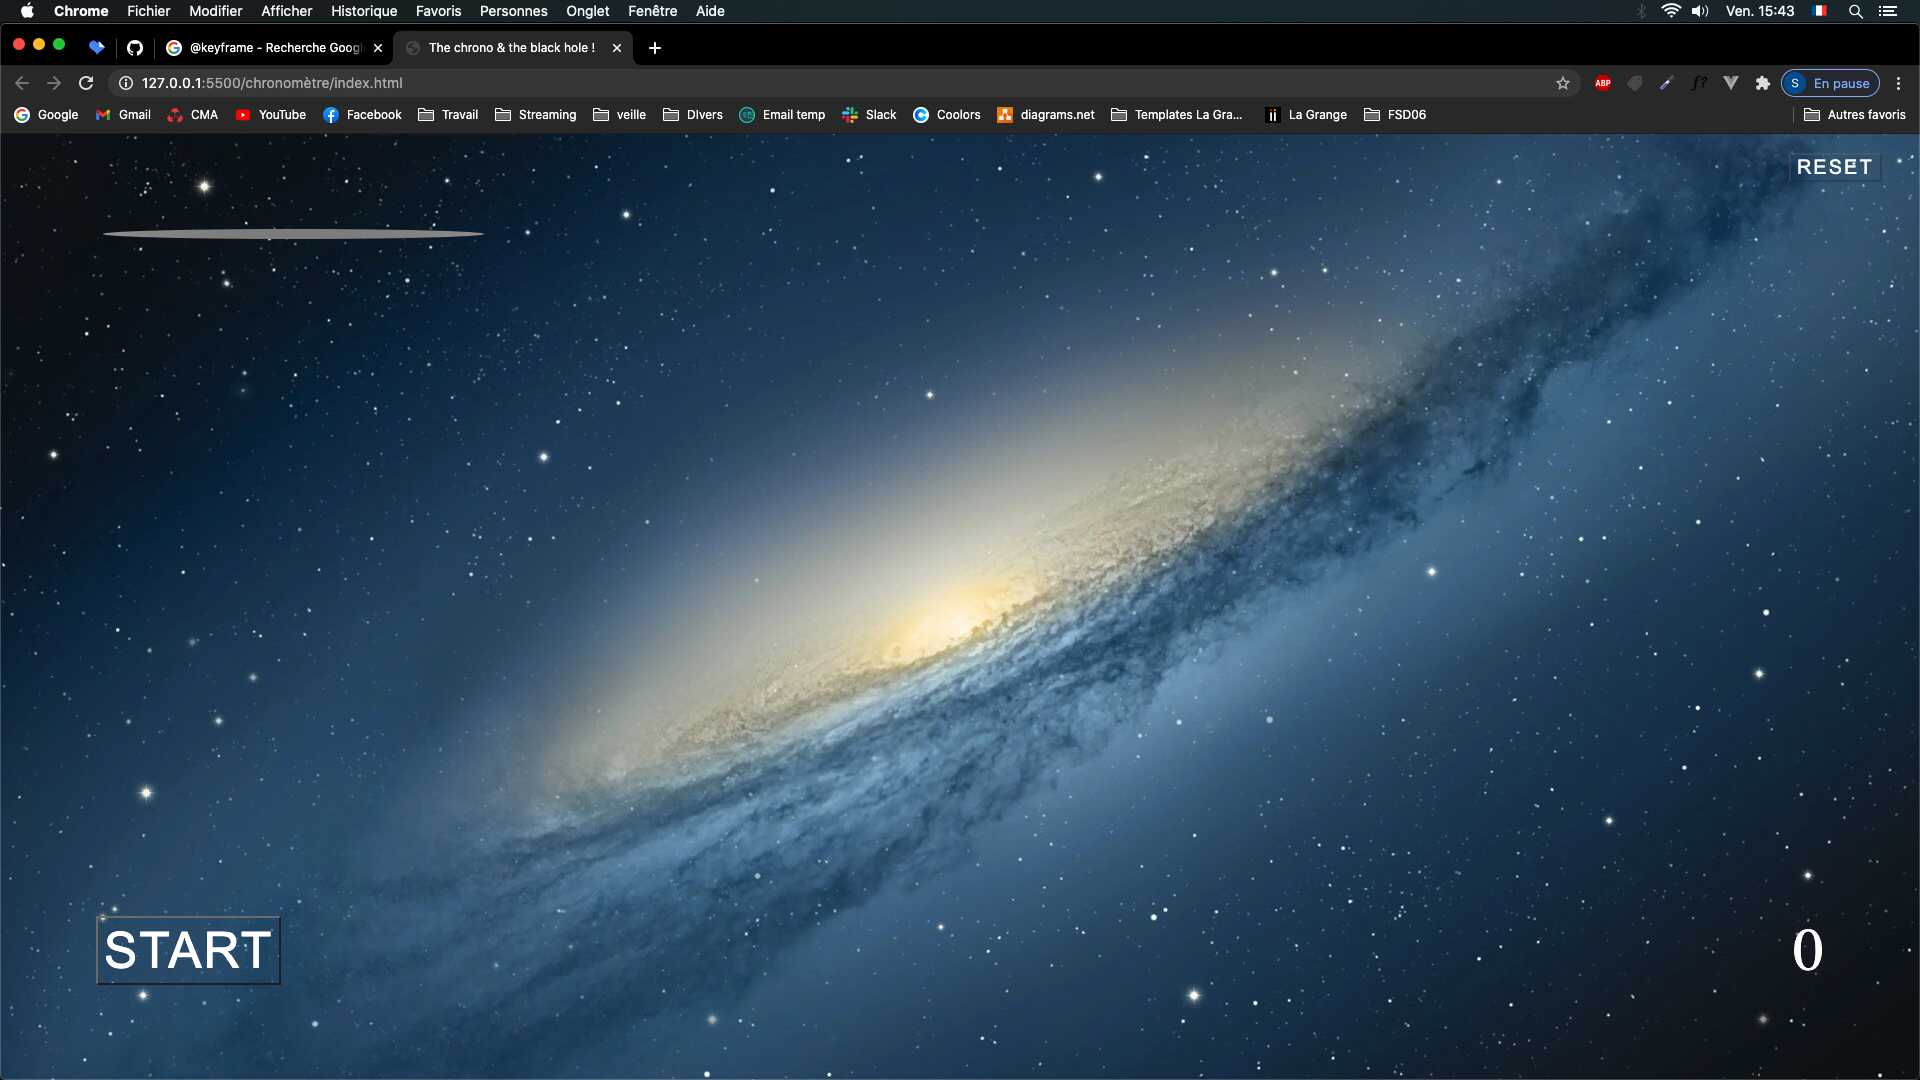 Chrome Fichier Modifier Afficher Historique Favoris Personnes Onglet Fenêtre Aide Ven. 15:43
@keyframe - Recherche Googl The chrono & the black hole !
127.0.0.1:5500/chronomètre/index.html ABP f? S En pause
Google Gmail CMA YouTube Facebook Travail Streaming veille DIvers Email temp Slack Coolors diagrams.net Templates La Gra... La Grange FSD06 Autres favoris
RESET
START 0